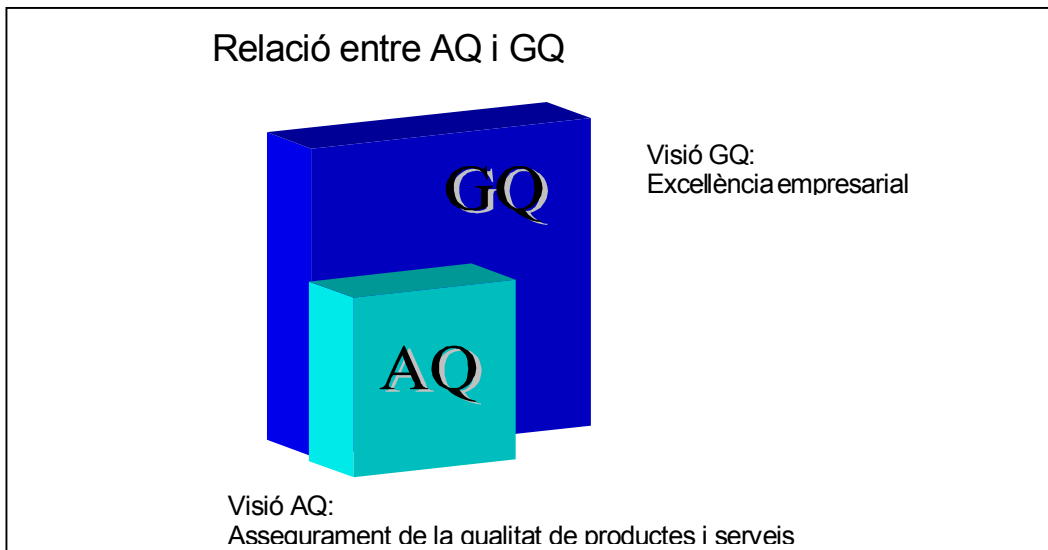 Relació entre AQ i GQ
GQ
Visió GQ:
Excel·lència empresarial
AQ
Visió AQ:
Assegurament de la qualitat de productes i serveis